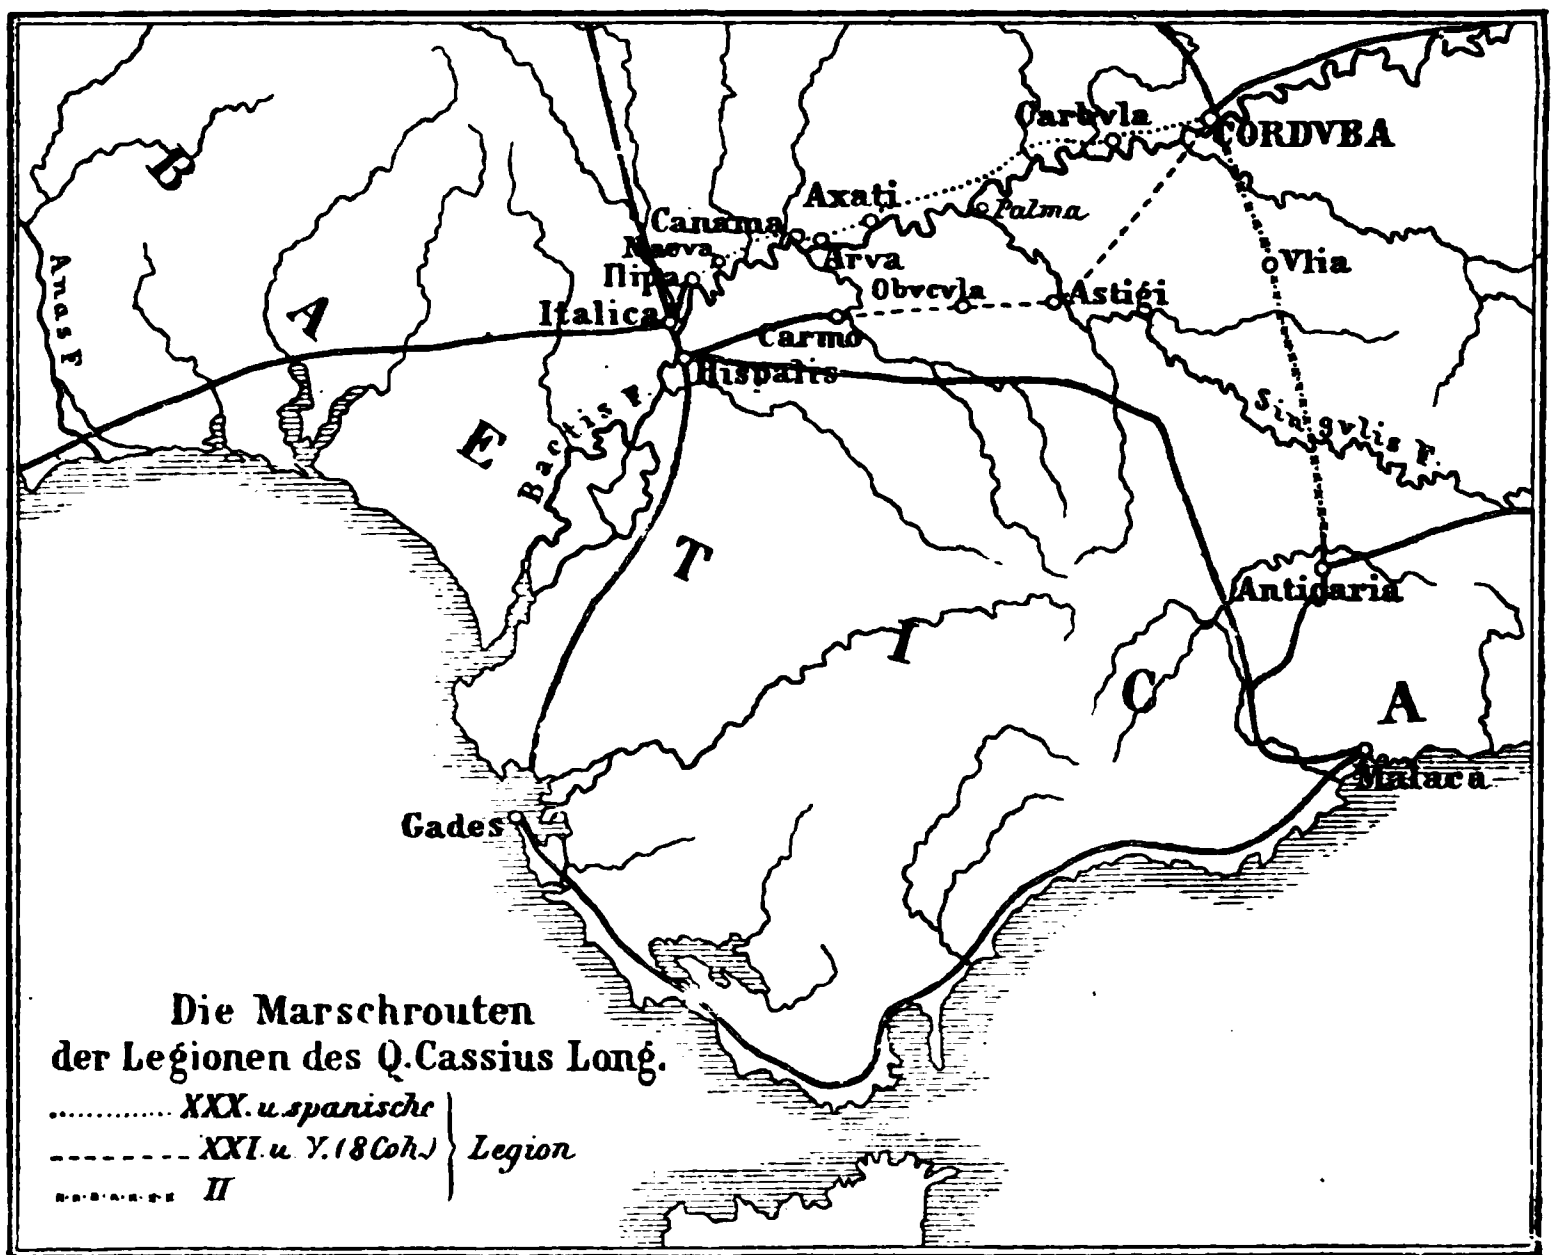 Carbvla
CORDVBA
Axati
Palma
Canama
Naeva
Arva
Vlia
Ilipa
Obvcvla
Astigi
Italica
Carmo
Hispalis
Anas F.
Baetis F.
Singvlis F.
B A E T I C A
Anticaria
Malaca
Gades
Die Marschrouten
der Legionen des Q. Cassius Long.
XXX. u. spanische
XXI. u. V. (8 Coh.) } Legion
II